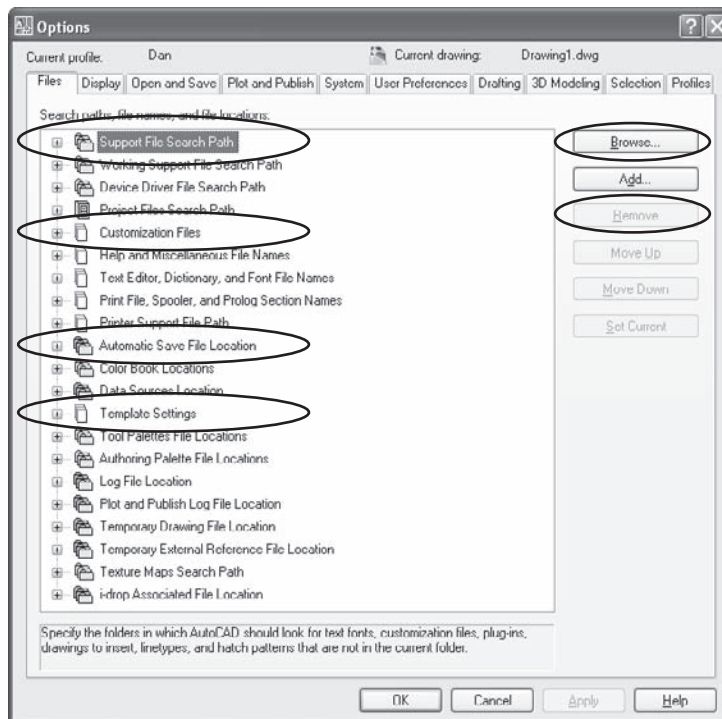 Options
Current profile: Dan Current drawing: Drawing1.dwg
Files Display Open and Save Plot and Publish System User Preferences Drafting 3D Modeling Selection Profiles
Search paths, file names, and file locations:
Support File Search Path
Working Support File Search Path
Device Driver File Search Path
Project Files Search Path
Customization Files
Help and Miscellaneous File Names
Text Editor, Dictionary, and Font File Names
Print File, Spooler, and Prolog Section Names
Printer Support File Path
Automatic Save File Location
Color Book Locations
Data Sources Location
Template Settings
Tool Palettes File Locations
Authoring Palette File Locations
Log File Location
Plot and Publish Log File Location
Temporary Drawing File Location
Temporary External Reference File Location
Texture Maps Search Path
i-drop Associated File Location
Browse...
Add...
Remove
Move Up
Move Down
Set Current
Specify the folders in which AutoCAD should look for text fonts, customization files, plug-ins,
drawings to insert, linetypes, and hatch patterns that are not in the current folder.
OK Cancel Apply Help